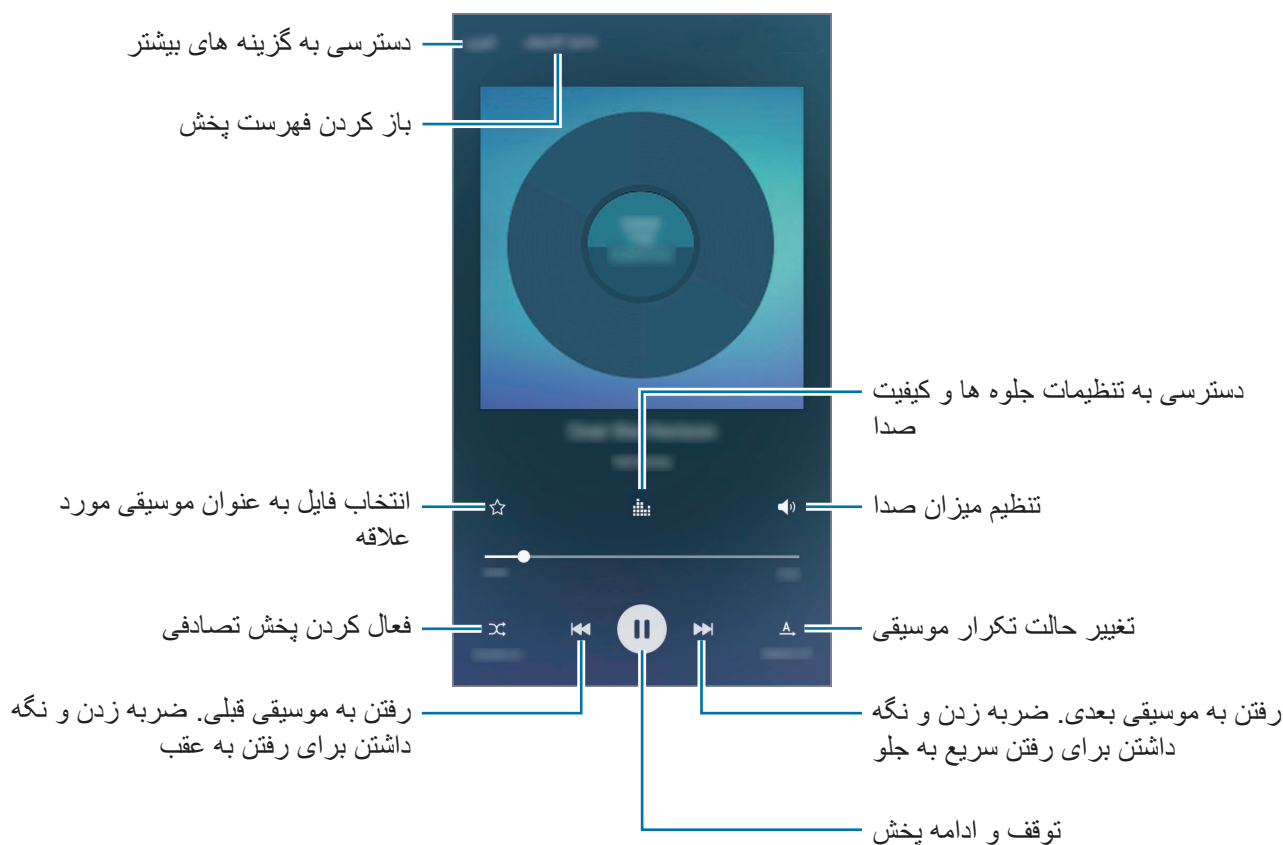 دسترسی به گزینه های بیشتر
باز کردن فهرست پخش
دسترسی به تنظیمات جلوه ها و کیفیت
صدا
انتخاب فایل به عنوان موسیقی مورد
علاقه
تنظیم میزان صدا
فعال کردن پخش تصادفی
تغییر حالت تکرار موسیقی
A
رفتن به موسیقی قبلی. ضربه زدن و نگه
داشتن برای رفتن به عقب
رفتن به موسیقی بعدی. ضربه زدن و نگه
داشتن برای رفتن سریع به جلو
توقف و ادامه پخش